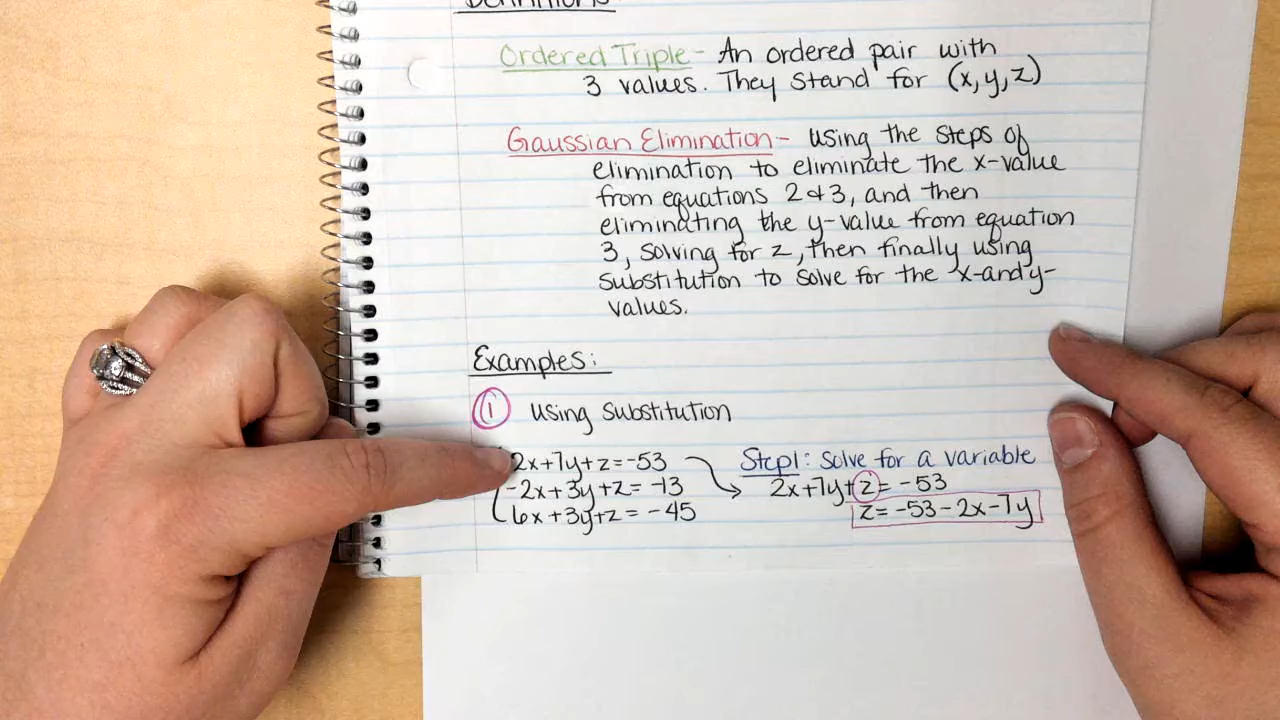 Definitions:
Ordered Triple - An ordered pair with
3 values. They stand for (x, y, z)
Gaussian Elimination - Using the steps of
elimination to eliminate the x-value
from equations 2 & 3, and then
eliminating the y-value from equation
3, solving for z, then finally using
substitution to solve for the x-and y-
values.
Examples:
1 Using substitution
2x+7y+z=-53
-2x+3y+z=-13
6x+3y+z=-45
Step 1: Solve for a variable
2x+7y+z=-53
z=-53-2x-7y